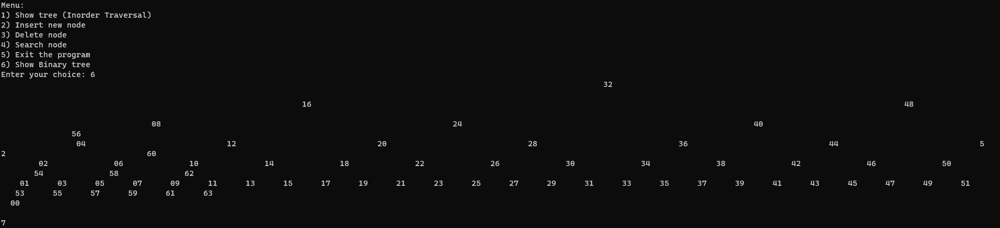 Menu:
1) Show tree (Inorder Traversal)
2) Insert new node
3) Delete node
4) Search node
5) Exit the program
6) Show Binary tree
Enter your choice: 6
32
16 48
08 24 40
56
04 12 20 28 36 44 5
2 60
02 06 10 14 18 22 26 30 34 38 42 46 50
54 58 62
01 03 05 07 09 11 13 15 17 19 21 23 25 27 29 31 33 35 37 39 41 43 45 47 49 51
53 55 57 59 61 63
00
7